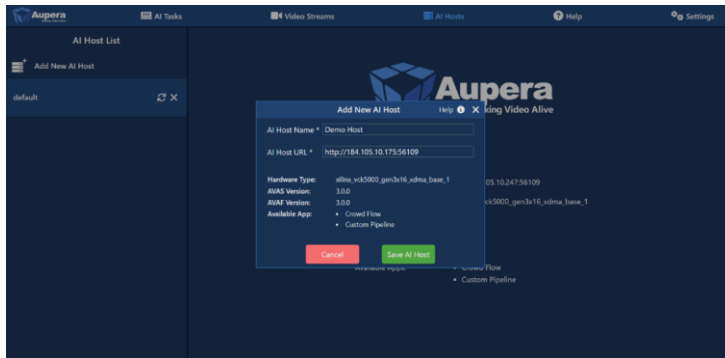 Aupera
AI Tasks
Video Streams
AI Hosts
Help
Settings
AI Host List
Add New AI Host
default
Aupera
king Video Alive
Add New AI Host
Help
AI Host Name * Demo Host
AI Host URL * http://184.105.10.175:56109
Hardware Type: xilinx_vck5000_gen3x16_xdma_base_1
AVAS Version: 3.0.0
AVAF Version: 3.0.0
Available App: • Crowd Flow
• Custom Pipeline
Cancel
Save AI Host
05.10.247:56109
ck5000_gen3x16_xdma_base_1
Available Apps: • Crowd Flow
• Custom Pipeline